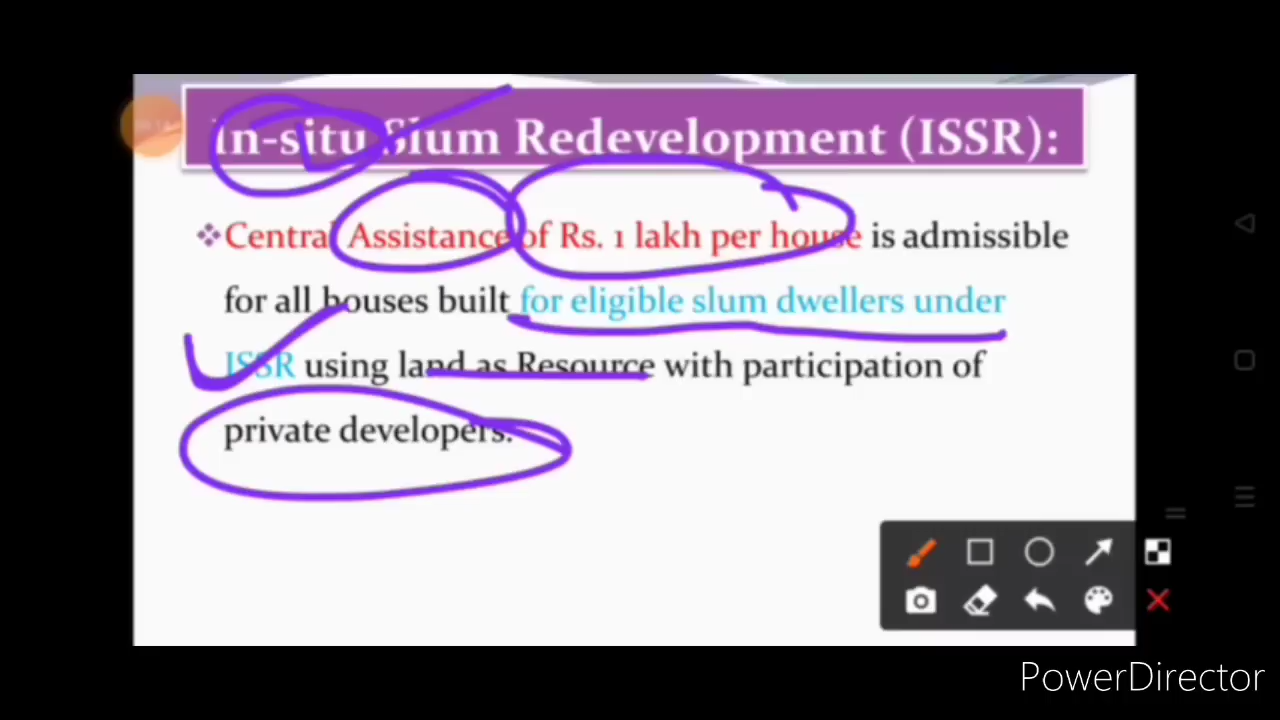 In-situ Slum Redevelopment (ISSR):
❖Central Assistance of Rs. 1 lakh per house is admissible
for all houses built for eligible slum dwellers under
ISSR using land as Resource with participation of
private developers.
PowerDirector